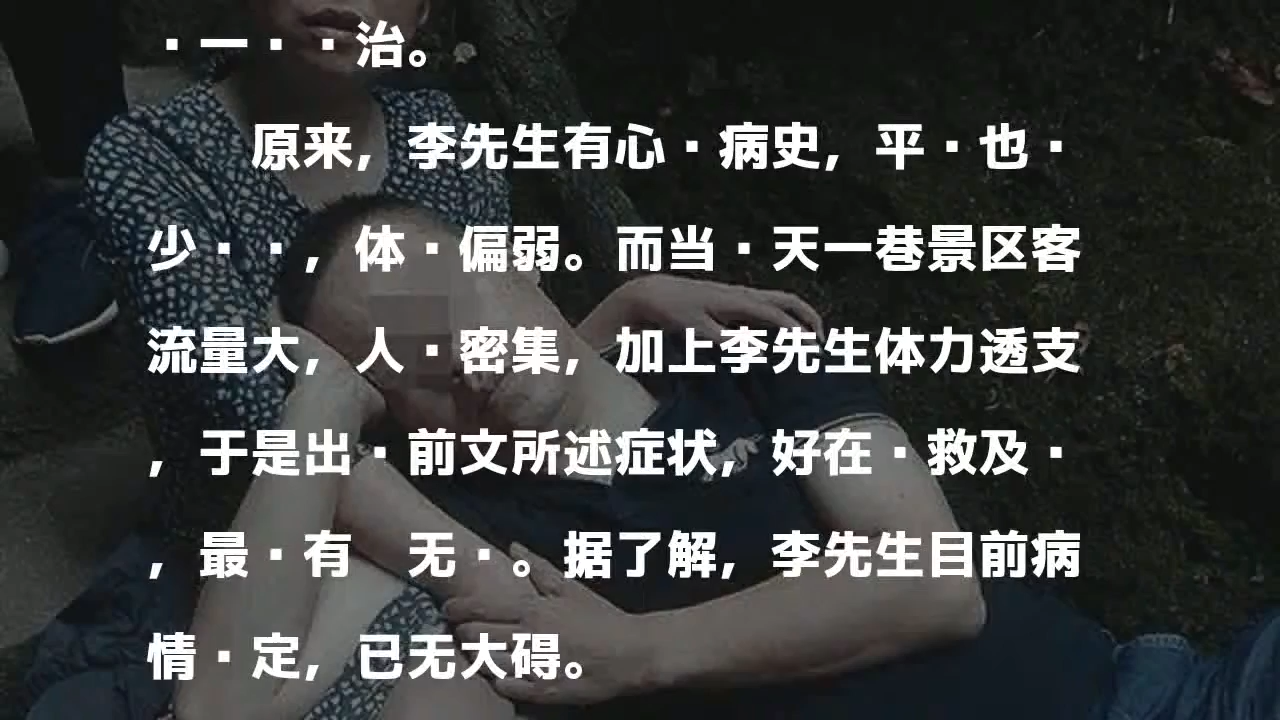 ·一··治。
原来，李先生有心·病史，平·也·
少··，体·偏弱。而当·天一巷景区客
流量大，人·密集，加上李先生体力透支
，于是出·前文所述症状，好在·救及·
，最·有　无·。据了解，李先生目前病
情·定，已无大碍。